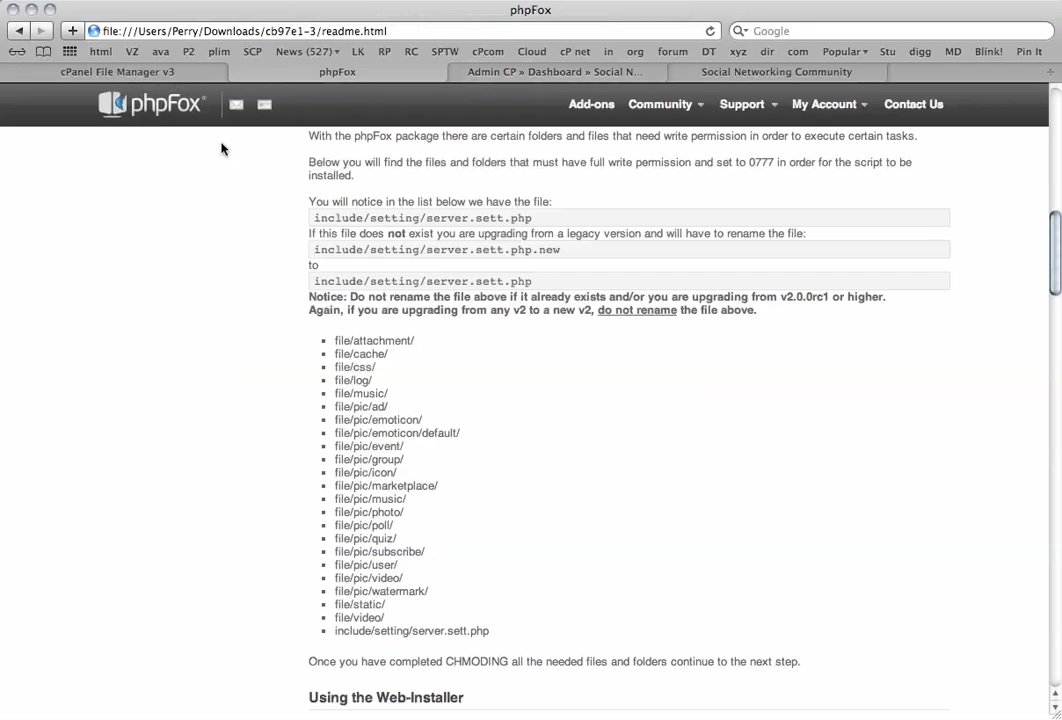 phpFox
file:///Users/Perry/Downloads/cb97e1-3/readme.html
Google
html VZ ava P2 plim SCP News (527) LK RP RC SPTW cPcom Cloud cP net in org forum DT xyz dir com Popular Stu digg MD Blink! Pin It
cPanel File Manager v3 phpFox Admin CP » Dashboard » Social N... Social Networking Community
phpFox® Add-ons Community Support My Account Contact Us
With the phpFox package there are certain folders and files that need write permission in order to execute certain tasks.
Below you will find the files and folders that must have full write permission and set to 0777 in order for the script to be
installed.
You will notice in the list below we have the file:
include/setting/server.sett.php
If this file does not exist you are upgrading from a legacy version and will have to rename the file:
include/setting/server.sett.php.new
to
include/setting/server.sett.php
Notice: Do not rename the file above if it already exists and/or you are upgrading from v2.0.0rc1 or higher.
Again, if you are upgrading from any v2 to a new v2, do not rename the file above.
file/attachment/
file/cache/
file/css/
file/log/
file/music/
file/pic/ad/
file/pic/emoticon/
file/pic/emoticon/default/
file/pic/event/
file/pic/group/
file/pic/icon/
file/pic/marketplace/
file/pic/music/
file/pic/photo/
file/pic/poll/
file/pic/quiz/
file/pic/subscribe/
file/pic/user/
file/pic/video/
file/pic/watermark/
file/static/
file/video/
include/setting/server.sett.php
Once you have completed CHMODING all the needed files and folders continue to the next step.
Using the Web-Installer